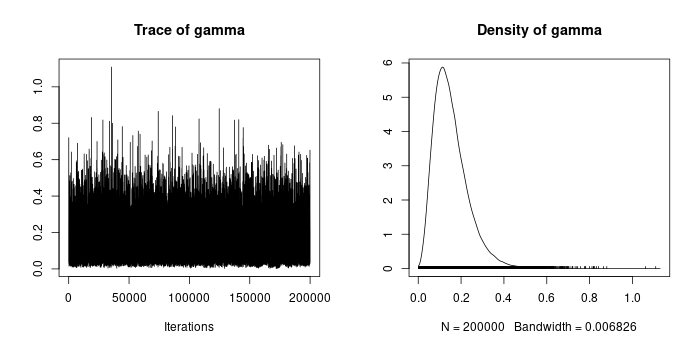 Trace of gamma
0.0 0.2 0.4 0.6 0.8 1.0
0 50000 100000 150000 200000
Iterations
Density of gamma
0 1 2 3 4 5 6
0.0 0.2 0.4 0.6 0.8 1.0
N = 200000 Bandwidth = 0.006826